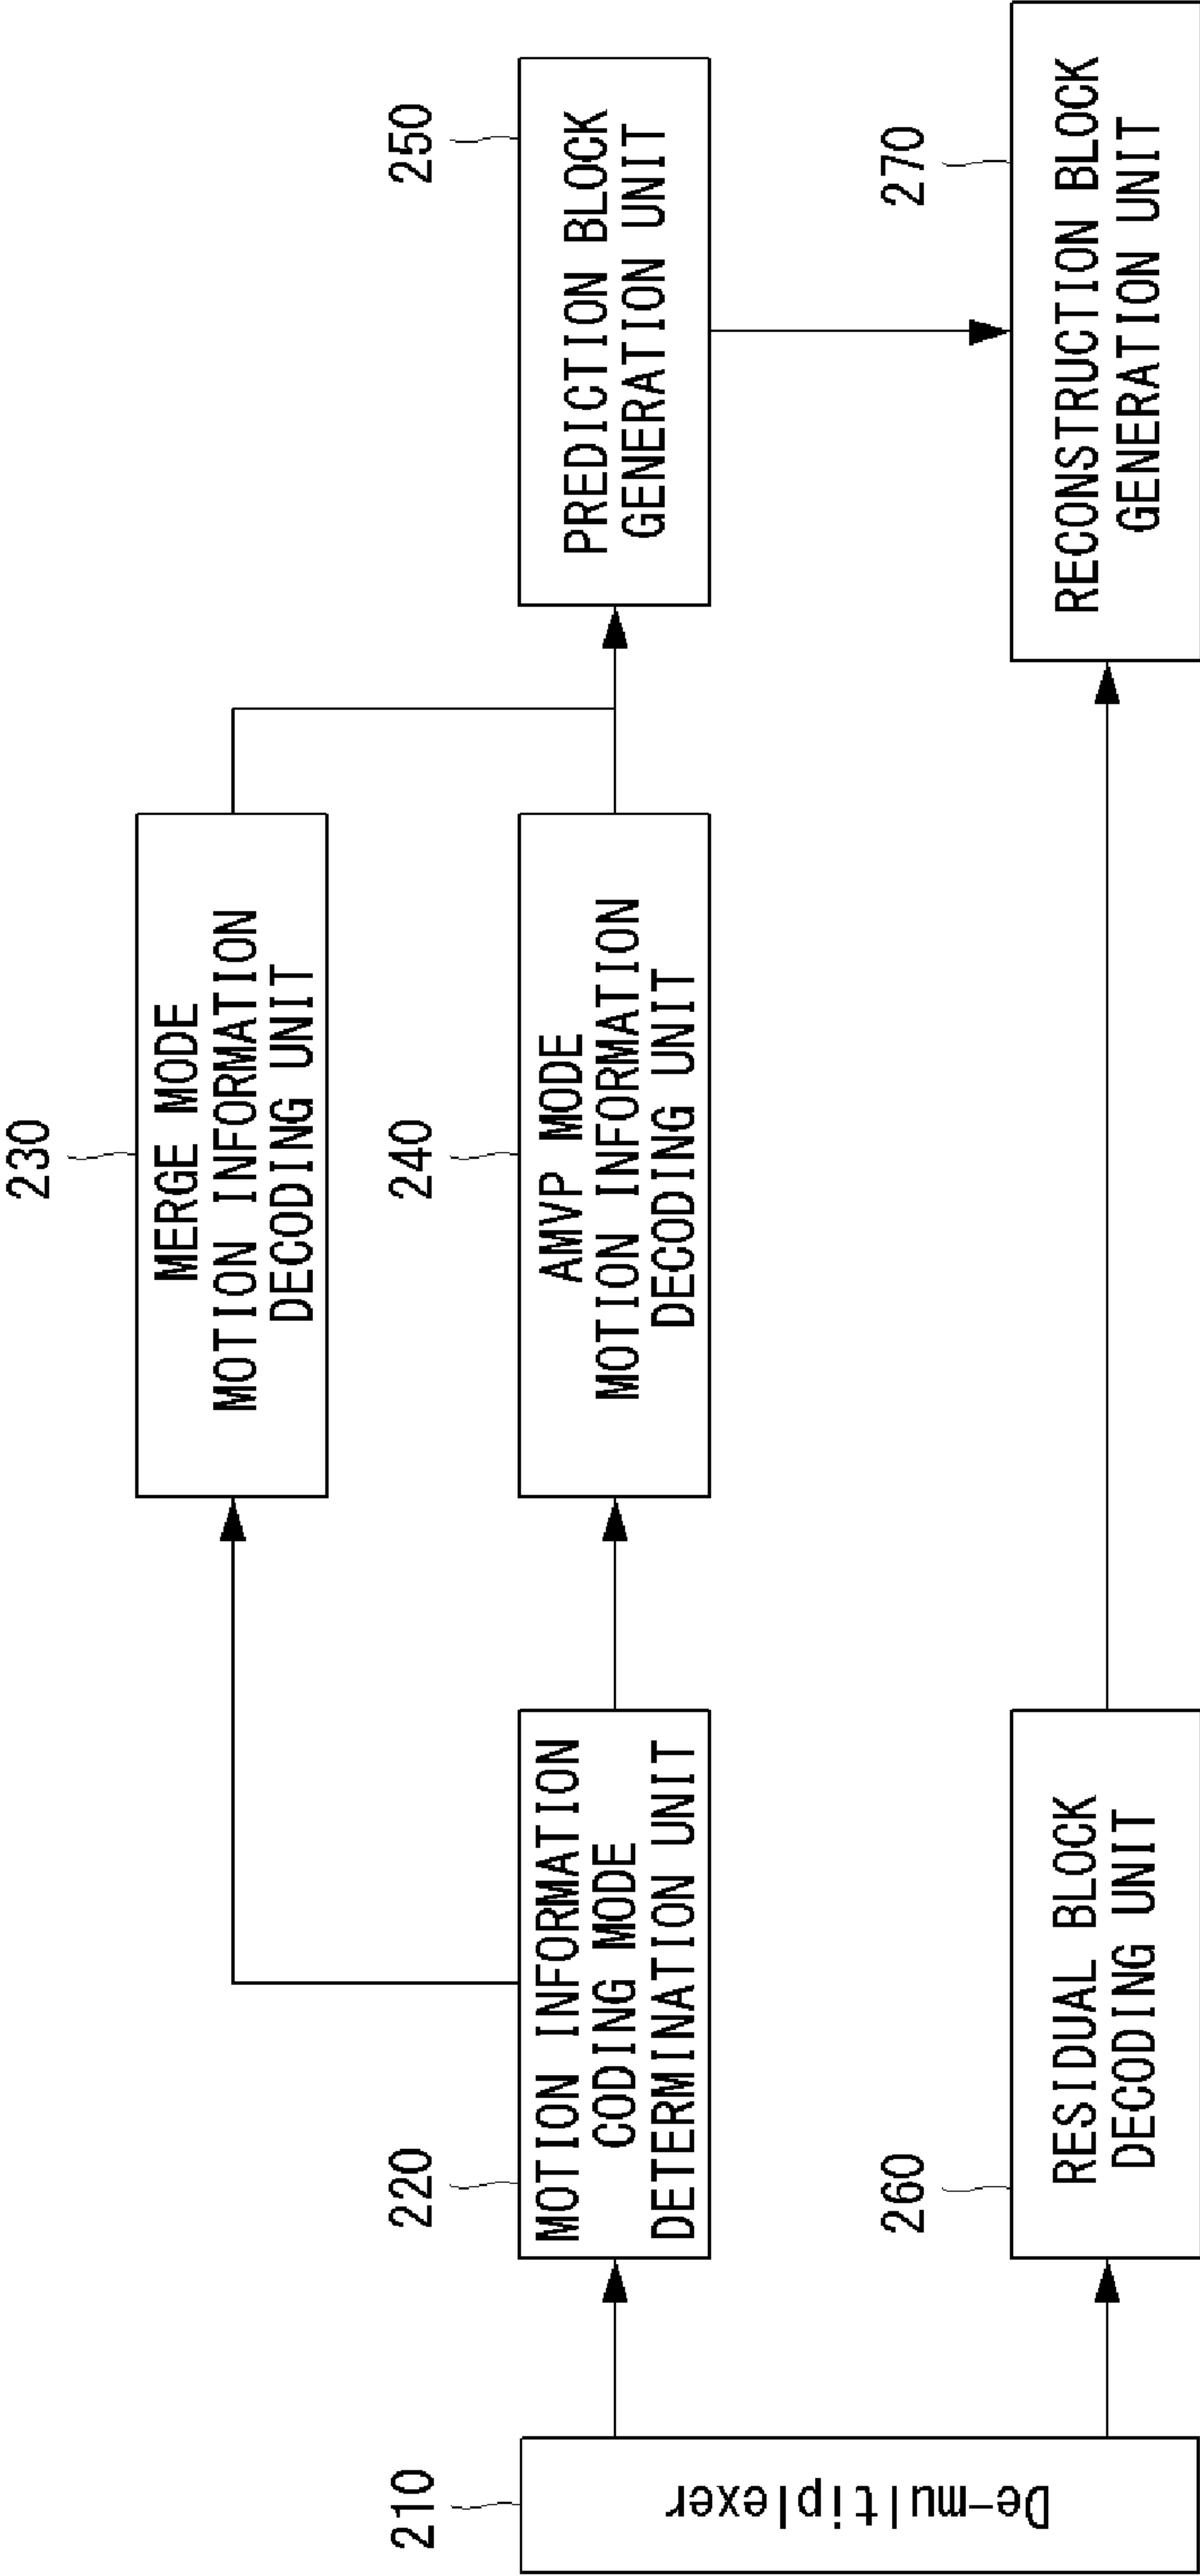 230
MERGE MODE
MOTION INFORMATION
DECODING UNIT
210
De-multiplexer
220
MOTION INFORMATION
CODING MODE
DETERMINATION UNIT
240
AMVP MODE
MOTION INFORMATION
DECODING UNIT
250
PREDICTION BLOCK
GENERATION UNIT
260
RESIDUAL BLOCK
DECODING UNIT
270
RECONSTRUCTION BLOCK
GENERATION UNIT